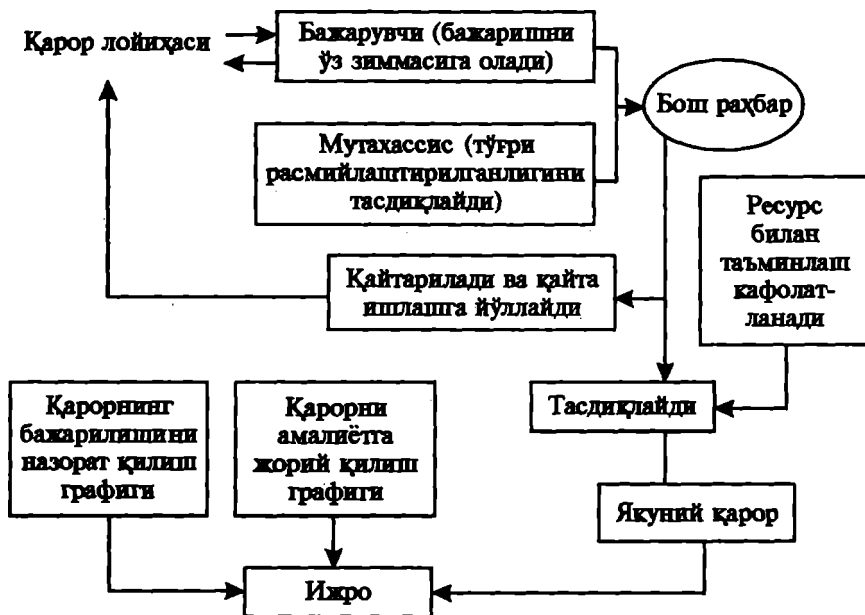 Қарор лойиҳаси
Бажарувчи (бажаришни
ўз зиммасига олади)
Бош раҳбар
Мутахассис (тўғри
расмийлаштирилганлигини
тасдиқлайди)
Ресурс
билан
таъминлаш
кафолат-
ланади
Қайтарилади ва қайта
ишлашга йўллайди
Тасдиқлайди
Қарорнинг
бажарилишини
назорат қилиш
графиги
Қарорни
амалиётга
жорий қилиш
графиги
Якуний қарор
Ижро